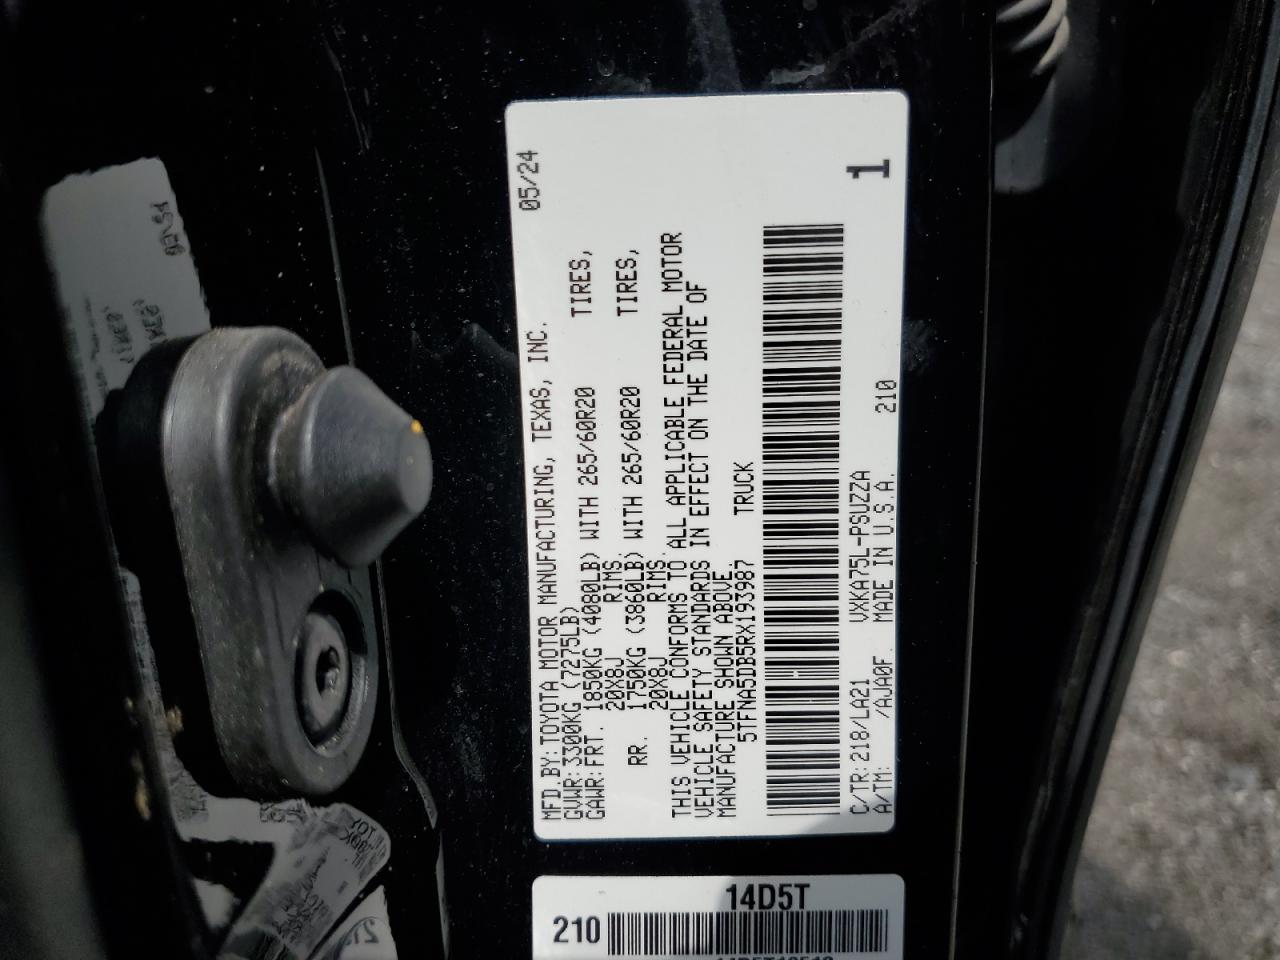 MFD.BY:TOYOTA MOTOR MANUFACTURING, TEXAS, INC. 05/24
GVWR:3300KG (7275LB)
GAWR:FRT. 1850KG (4080LB) WITH 265/60R20 TIRES,
20X8J RIMS
RR. 1750KG (3860LB) WITH 265/60R20 TIRES,
20X8J RIMS.
THIS VEHICLE CONFORMS TO ALL APPLICABLE FEDERAL MOTOR
VEHICLE SAFETY STANDARDS IN EFFECT ON THE DATE OF
MANUFACTURE SHOWN ABOVE.
5TFNA5DB5RX193987 TRUCK
C/TR:218/LA21 VXKA75L-PSUZZA 210
A/TM: /AJA0F MADE IN U.S.A.
1
14D5T
210